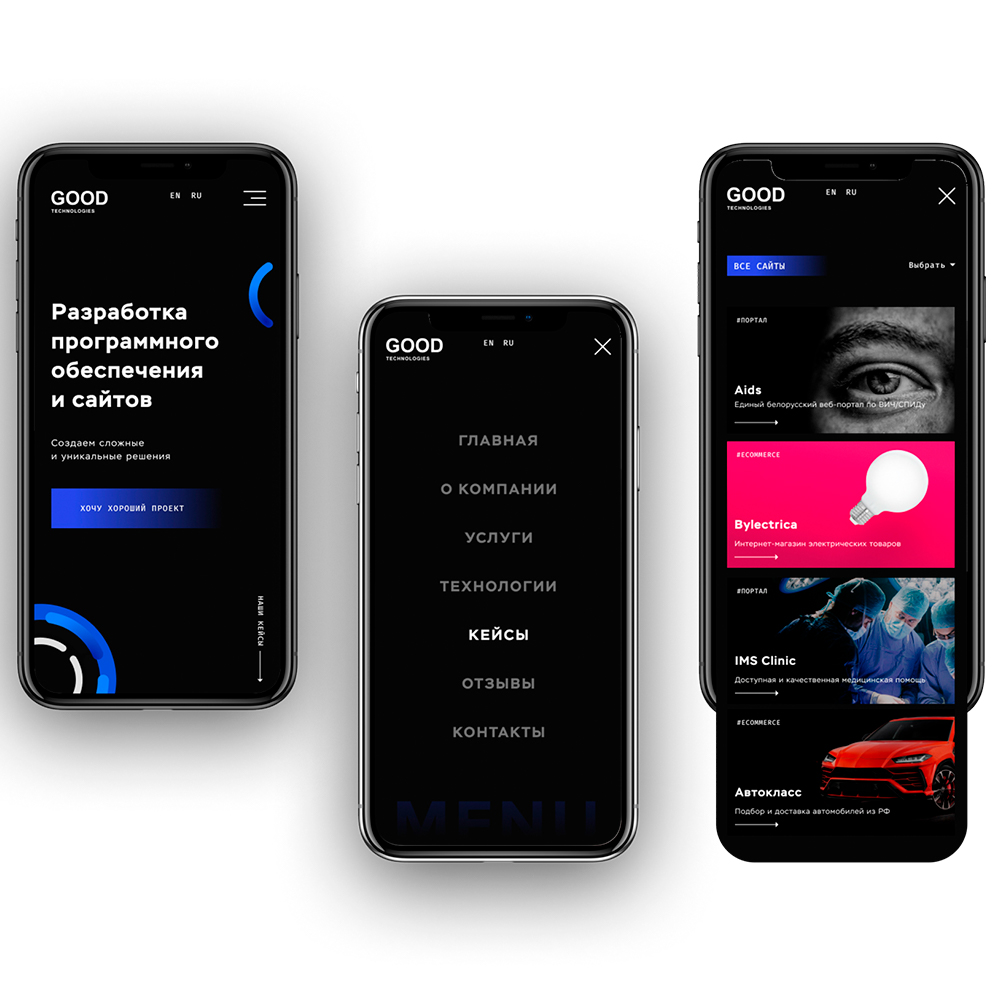 GOOD
TECHNOLOGIES
EN RU
Разработка
программного
обеспечения
и сайтов
Создаем сложные
и уникальные решения
ХОЧУ ХОРОШИЙ ПРОЕКТ
НАШИ КЕЙСЫ
GOOD
TECHNOLOGIES
EN RU
ГЛАВНАЯ
О КОМПАНИИ
УСЛУГИ
ТЕХНОЛОГИИ
КЕЙСЫ
ОТЗЫВЫ
КОНТАКТЫ
MENU
GOOD
TECHNOLOGIES
EN RU
ВСЕ САЙТЫ
Выбрать
#ПОРТАЛ
Aids
Единый белорусский веб-портал по ВИЧ/СПИДу
#ECOMMERCE
Bylectrica
Интернет-магазин электрических товаров
#ПОРТАЛ
IMS Clinic
Доступная и качественная медицинская помощь
#ECOMMERCE
Автокласс
Подбор и доставка автомобилей из РФ